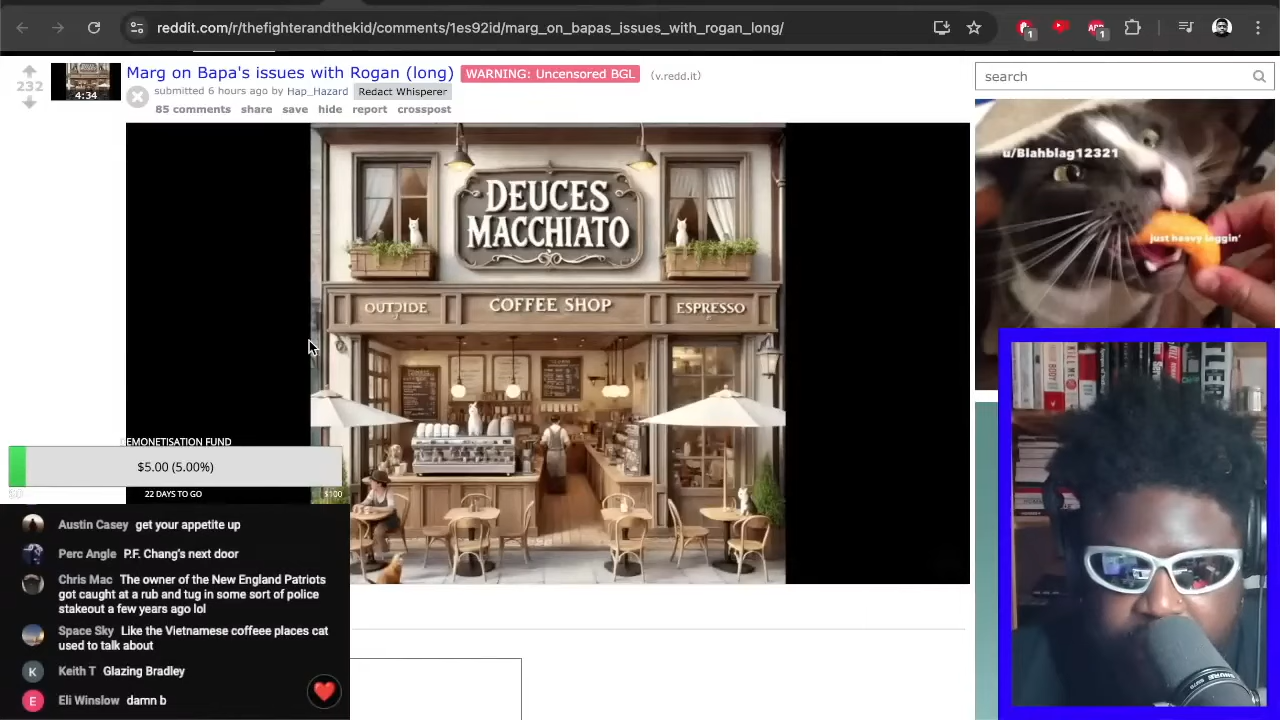 reddit.com/r/thefighterandthekid/comments/1es92id/marg_on_bapas_issues_with_rogan_long/
1
1
232
4:34
Marg on Bapa's issues with Rogan (long) WARNING: Uncensored BGL (v.redd.it)
submitted 6 hours ago by Hap_Hazard Redact Whisperer
85 comments share save hide report crosspost
search
u/Blahblag12321
just heavy leggin'
DEUCES
MACCHIATO
COFFEE SHOP
ESPRESSO
EMONETISATION FUND
$5.00 (5.00%)
22 DAYS TO GO
$100
Austin Casey get your appetite up
Perc Angle P.F. Chang's next door
Chris Mac The owner of the New England Patriots
got caught at a rub and tug in some sort of police
stakeout a few years ago lol
Space Sky Like the Vietnamese coffeee places cat
used to talk about
K Keith T Glazing Bradley
E Eli Winslow damn b
SHURE